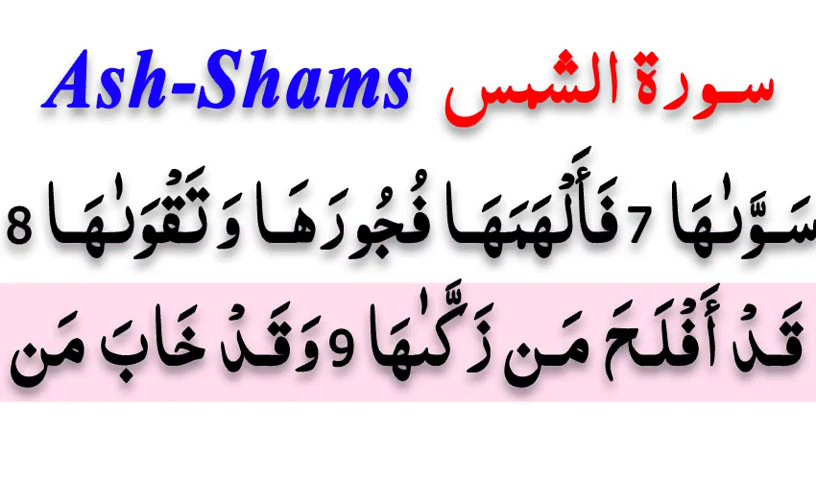 Ash-Shams سورة الشمس
سَوَّىٰهَا 7 فَأَلْهَمَهَا فُجُورَهَا وَ تَقْوَىٰهَا 8
قَدْ أَفْلَحَ مَن زَكَّىٰهَا 9 وَقَدْ خَابَ مَن